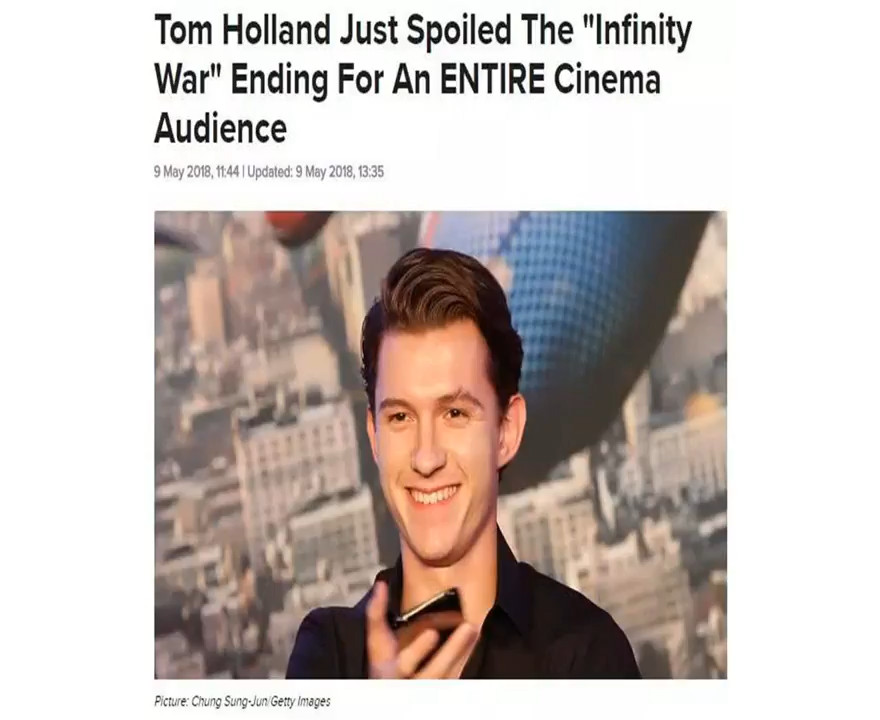 Tom Holland Just Spoiled The "Infinity
War" Ending For An ENTIRE Cinema
Audience
9 May 2018, 11:44 | Updated: 9 May 2018, 13:35
Picture: Chung Sung-Jun/Getty Images